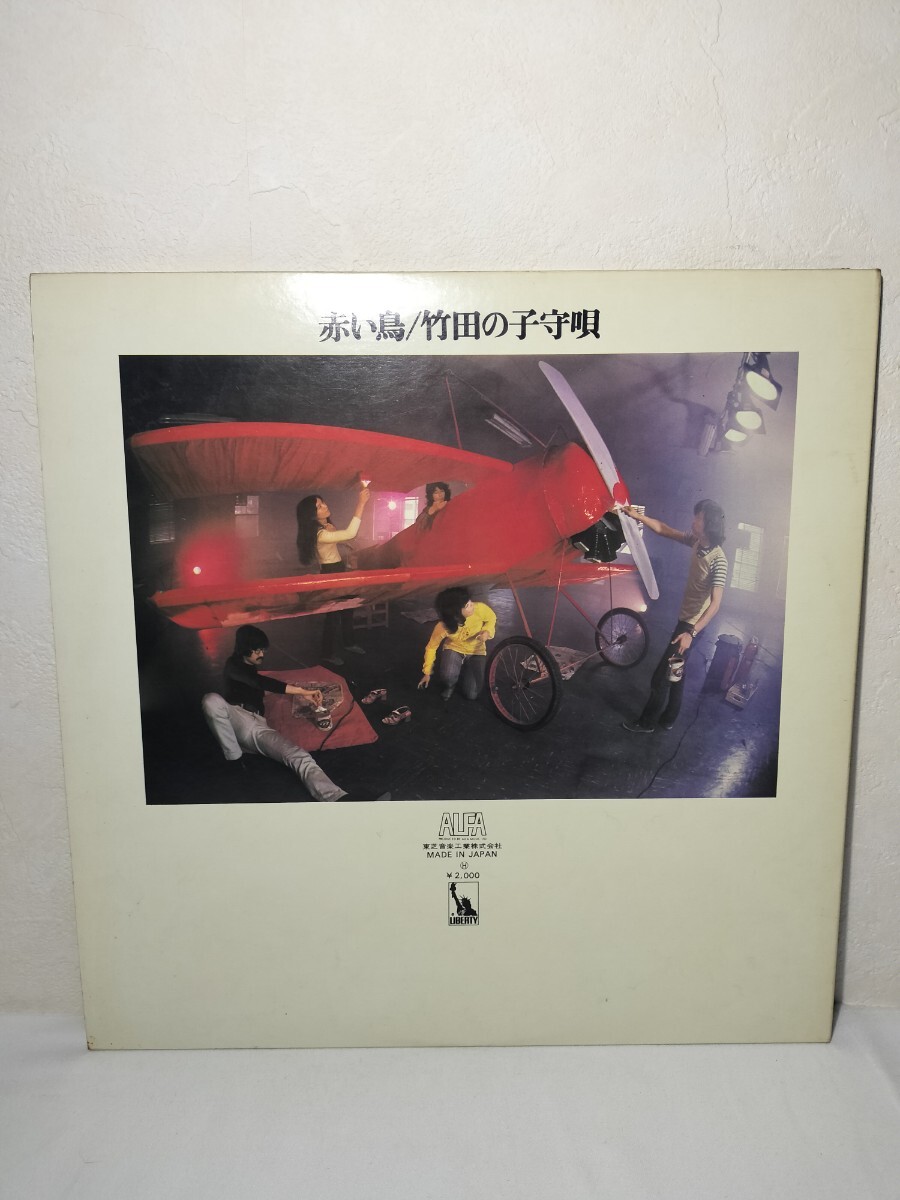 赤い鳥/竹田の子守唄
ALFA
東芝音楽工業株式会社
MADE IN JAPAN
Ⓗ
¥2,000
LIBERTY